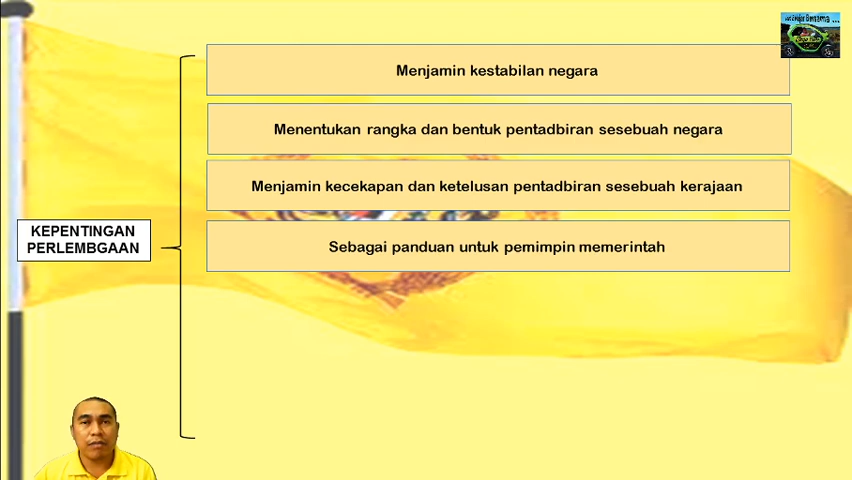 Menjamin kestabilan negara
Menentukan rangka dan bentuk pentadbiran sesebuah negara
Menjamin kecekapan dan ketelusan pentadbiran sesebuah kerajaan
KEPENTINGAN
PERLEMBGAAN
Sebagai panduan untuk pemimpin memerintah